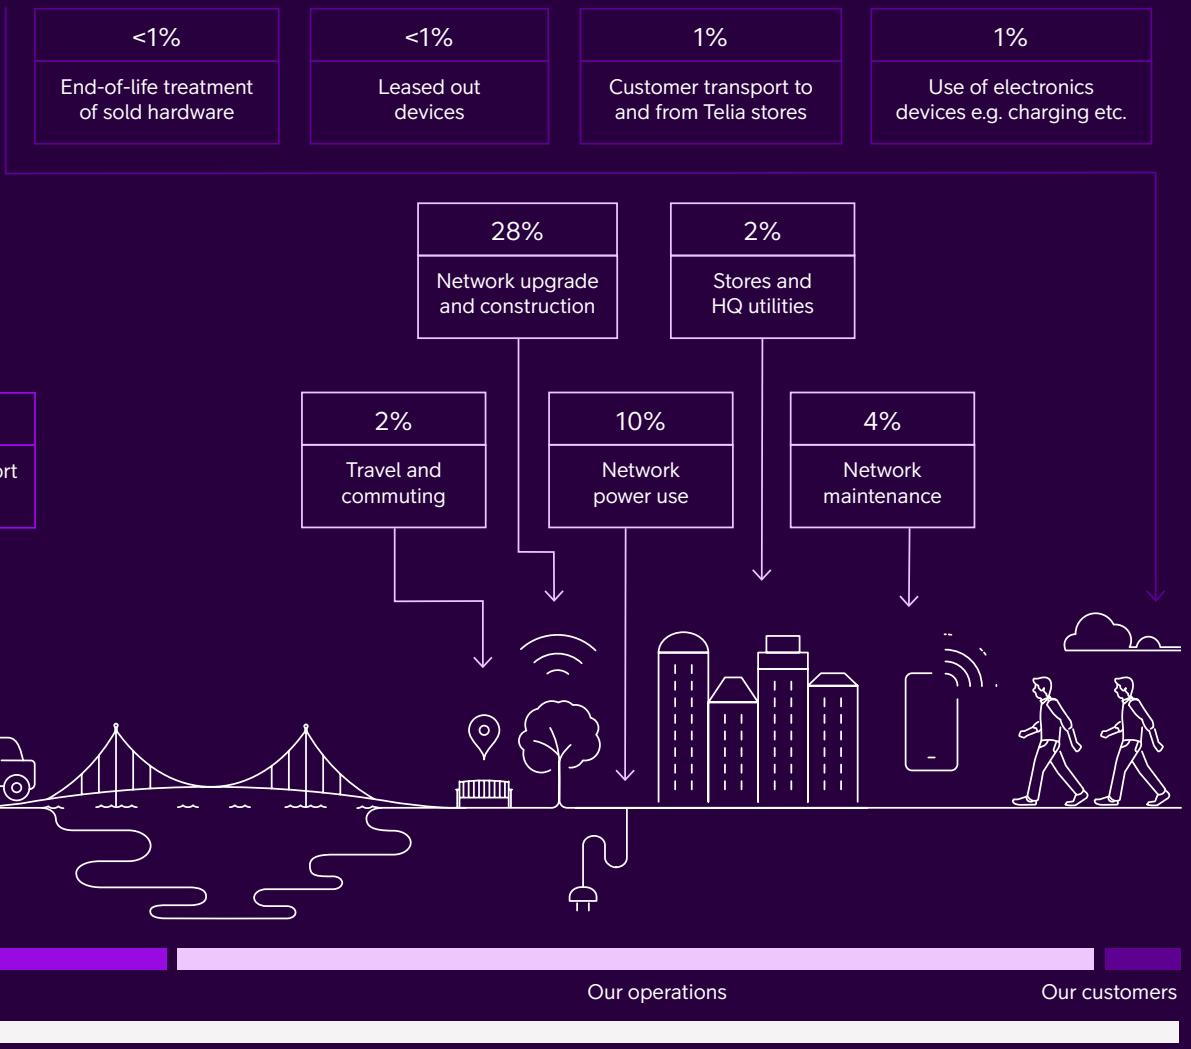 <1%
End-of-life treatment
of sold hardware
<1%
Leased out
devices
1%
Customer transport to
and from Telia stores
1%
Use of electronics
devices e.g. charging etc.
28%
Network upgrade
and construction
2%
Stores and
HQ utilities
ort
2%
Travel and
commuting
10%
Network
power use
4%
Network
maintenance
Our operations
Our customers